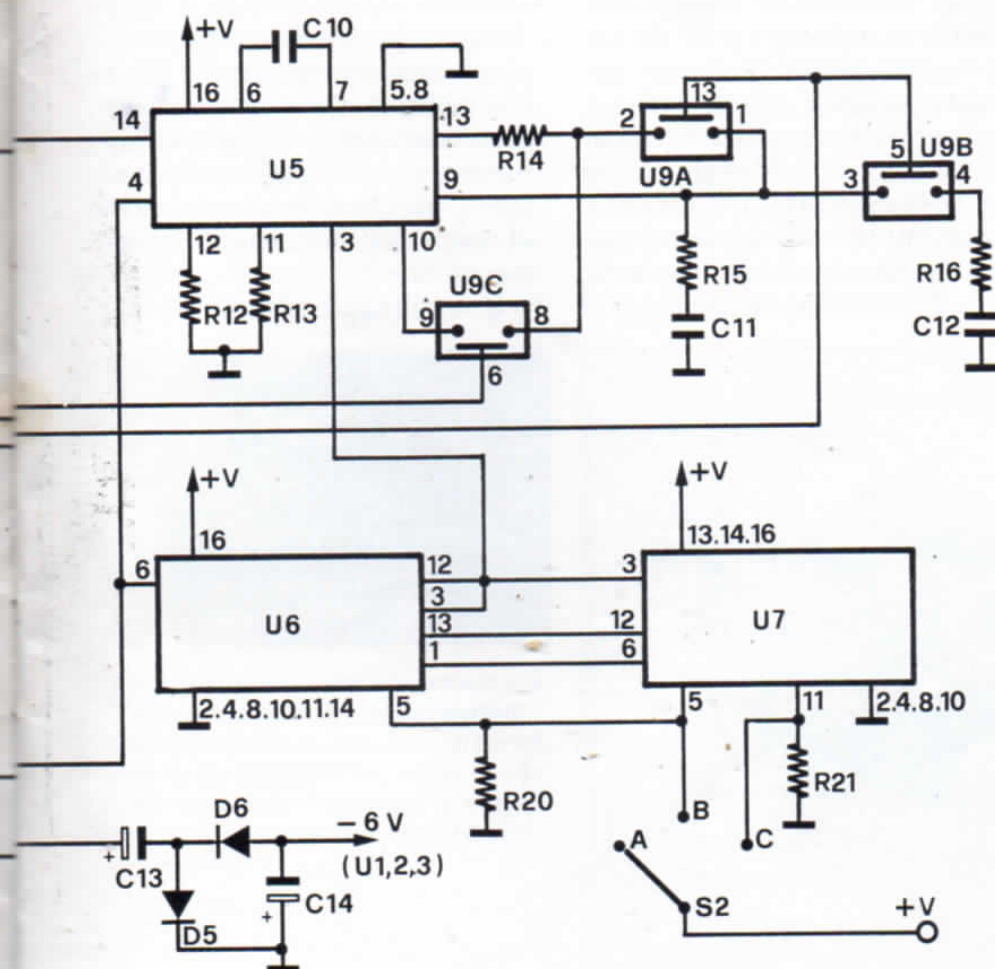 +V
C10
16 6 7 5.8
13
14 13 2 1
R14
5 U9B
U5
U9A
4 9 3 4
12 11 3 10
R15 R16
U9C
R12 R13
9 8
C11 C12
6
+V +V
16 13.14.16
6 12 3
3
U6 13 12 U7
1 6
2.4.8.10.11.14 5 5 11 2.4.8.10
R20 R21
D6
B
- 6 V A C
(U1,2,3)
+ C13
C14
+
S2 +V
D5